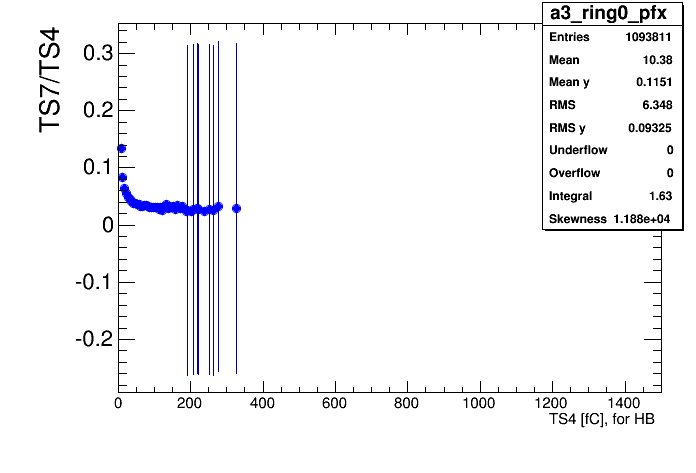 a3_ring0_pfx
Entries 1093811
Mean 10.38
Mean y 0.1151
RMS 6.348
RMS y 0.09325
Underflow 0
Overflow 0
Integral 1.63
Skewness 1.188e+04
TS7/TS4
0.3
0.2
0.1
0
-0.1
-0.2
0 200 400 600 800 1000 1200 1400
TS4 [fC], for HB